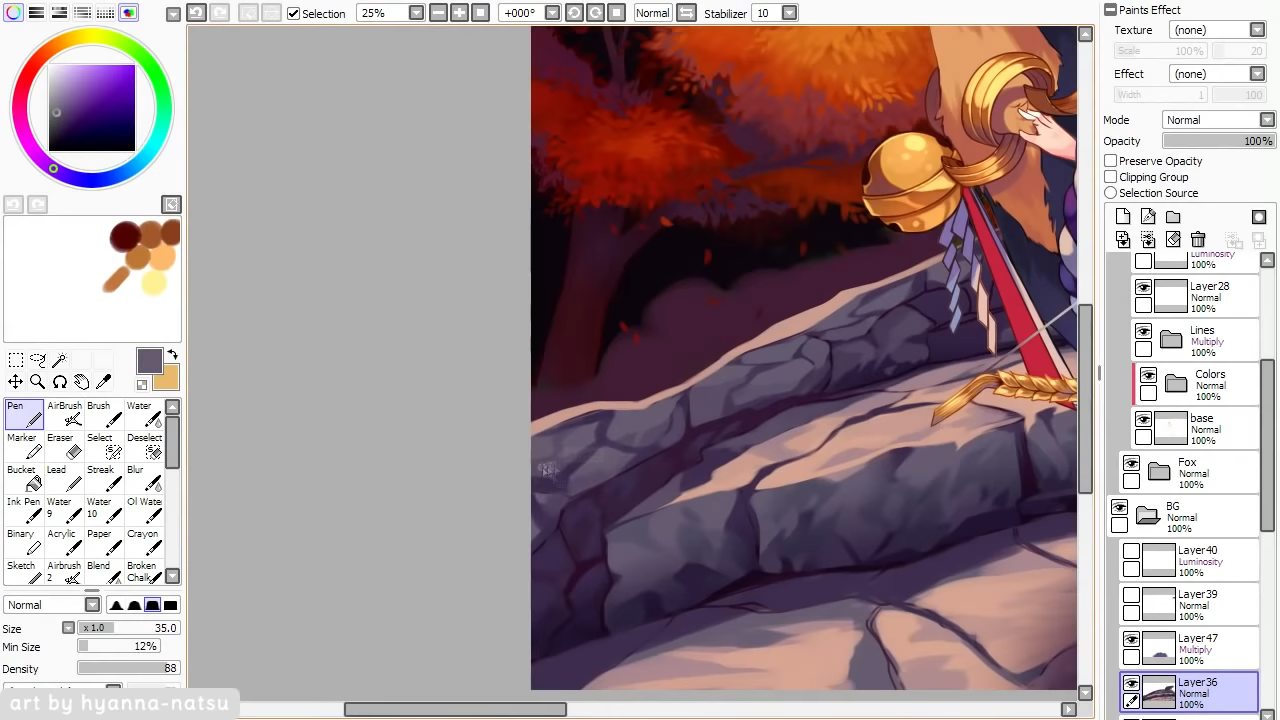 Selection
25%
+000°
Normal
Stabilizer
Paints Effect
Texture
(none)
Scale
100%
20
Effect
(none)
Width
1
100
Mode
Normal
Opacity
100%
Preserve Opacity
Clipping Group
Selection Source
Luminosity
100%
Layer28
Normal
100%
Lines
Multiply
100%
Colors
Normal
100%
base
Normal
100%
Fox
Normal
100%
BG
Normal
100%
Layer40
Luminosity
100%
Layer39
Normal
100%
Layer47
Multiply
100%
Layer36
Normal
100%
Pen
AirBrush
Brush
Water
Marker
Eraser
Select
Deselect
Bucket
Lead
Streak
Blur
Ink Pen
Water 9
Water 10
Oil Water
Binary
Acrylic
Paper
Crayon
Sketch
Airbrush 2
Blend
Broken Chalk
Normal
Size
x 1.0
35.0
Min Size
12%
Density
88
art by hyanna-natsu